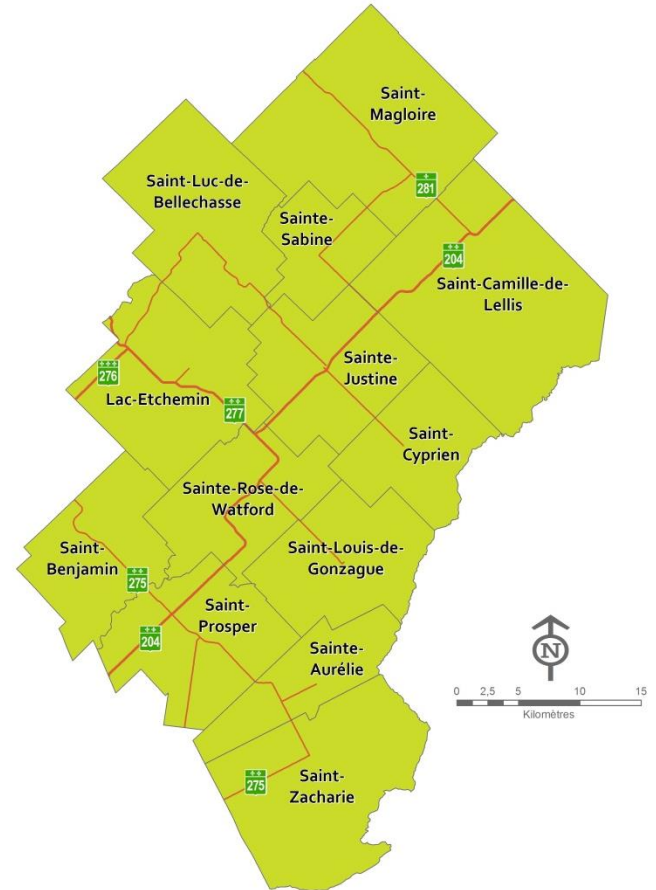 Saint-
Magloire
Saint-Luc-de-
Bellechasse
281
Sainte-
Sabine
204
Saint-Camille-de-
Lellis
Sainte-
Justine
276
Lac-Etchemin
277
Saint-
Cyprien
Sainte-Rose-de-
Watford
Saint-
Benjamin
Saint-Louis-de-
Gonzague
275
Saint-
Prosper
204
Sainte-
Aurélie
N
0 2,5 5 10 15
Kilomètres
275
Saint-
Zacharie